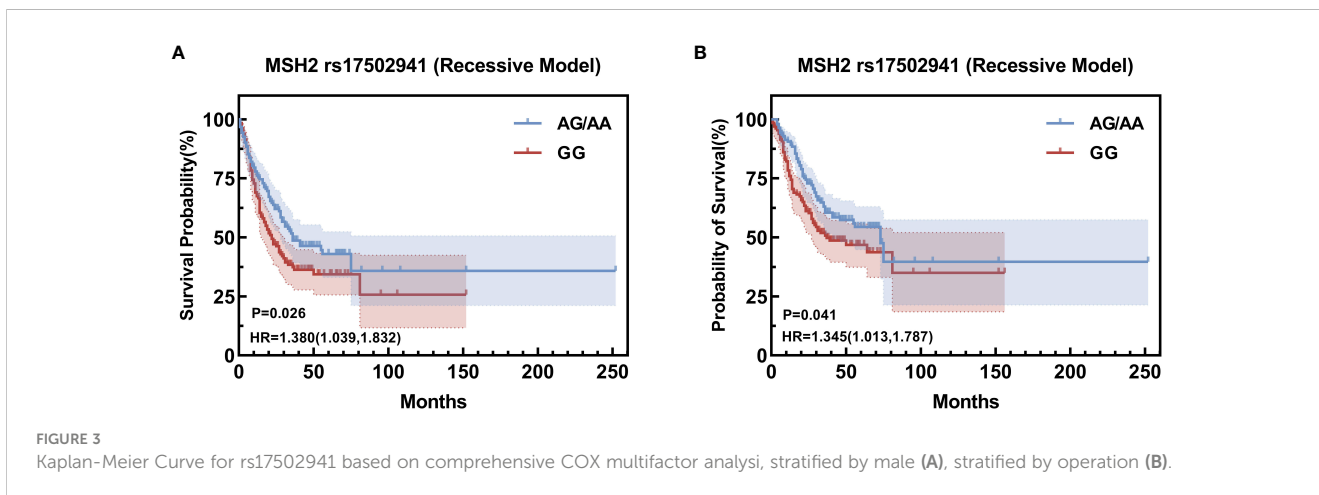 A
MSH2 rs17502941 (Recessive Model)
Survival Probability(%)
100
75
50
25
0
AG/AA
GG
P=0.026
HR=1.380(1.039,1.832)
0 50 100 150 200 250
Months
B
MSH2 rs17502941 (Recessive Model)
Probability of Survival(%)
100
75
50
25
0
AG/AA
GG
P=0.041
HR=1.345(1.013,1.787)
0 50 100 150 200 250
Months
FIGURE 3
Kaplan-Meier Curve for rs17502941 based on comprehensive COX multifactor analysi, stratified by male (A), stratified by operation (B).